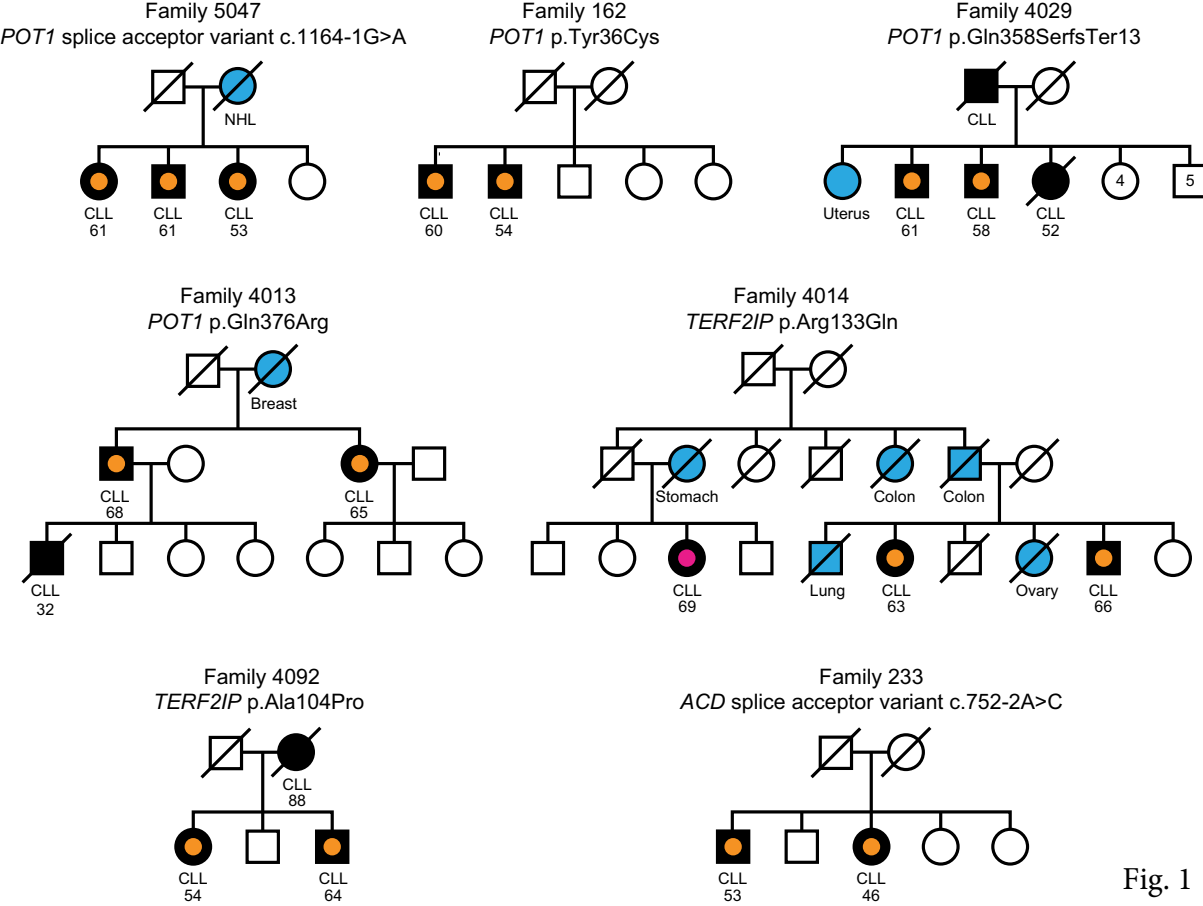 Family 5047
POT1 splice acceptor variant c.1164-1G>A
NHL
CLL
61
CLL
61
CLL
53
Family 162
POT1 p.Tyr36Cys
CLL
60
CLL
54
Family 4029
POT1 p.Gln358SerfsTer13
CLL
4
5
Uterus
CLL
61
CLL
58
CLL
52
Family 4013
POT1 p.Gln376Arg
Breast
CLL
68
CLL
65
CLL
32
Family 4014
TERF2IP p.Arg133Gln
Stomach
Colon
Colon
CLL
69
Lung
CLL
63
Ovary
CLL
66
Family 4092
TERF2IP p.Ala104Pro
CLL
88
CLL
54
CLL
64
Family 233
ACD splice acceptor variant c.752-2A>C
CLL
53
CLL
46
Fig. 1